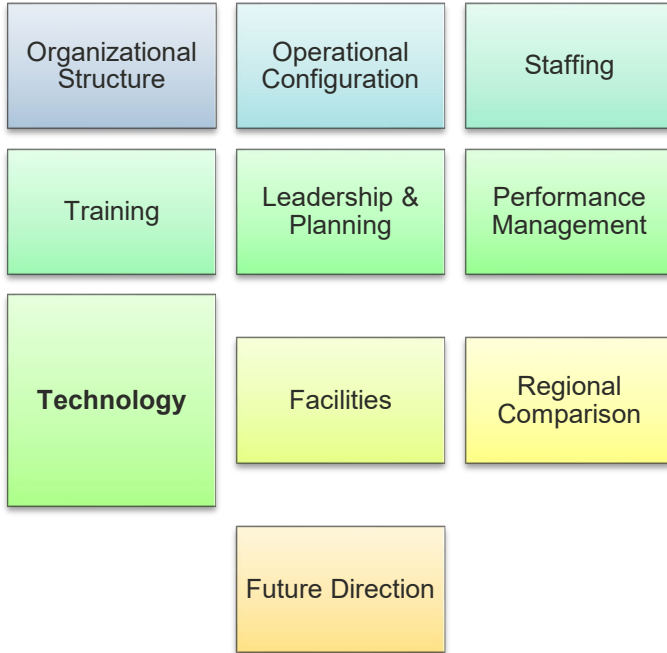 Organizational
Structure
Operational
Configuration
Staffing
Training
Leadership &
Planning
Performance
Management
Technology
Facilities
Regional
Comparison
Future Direction